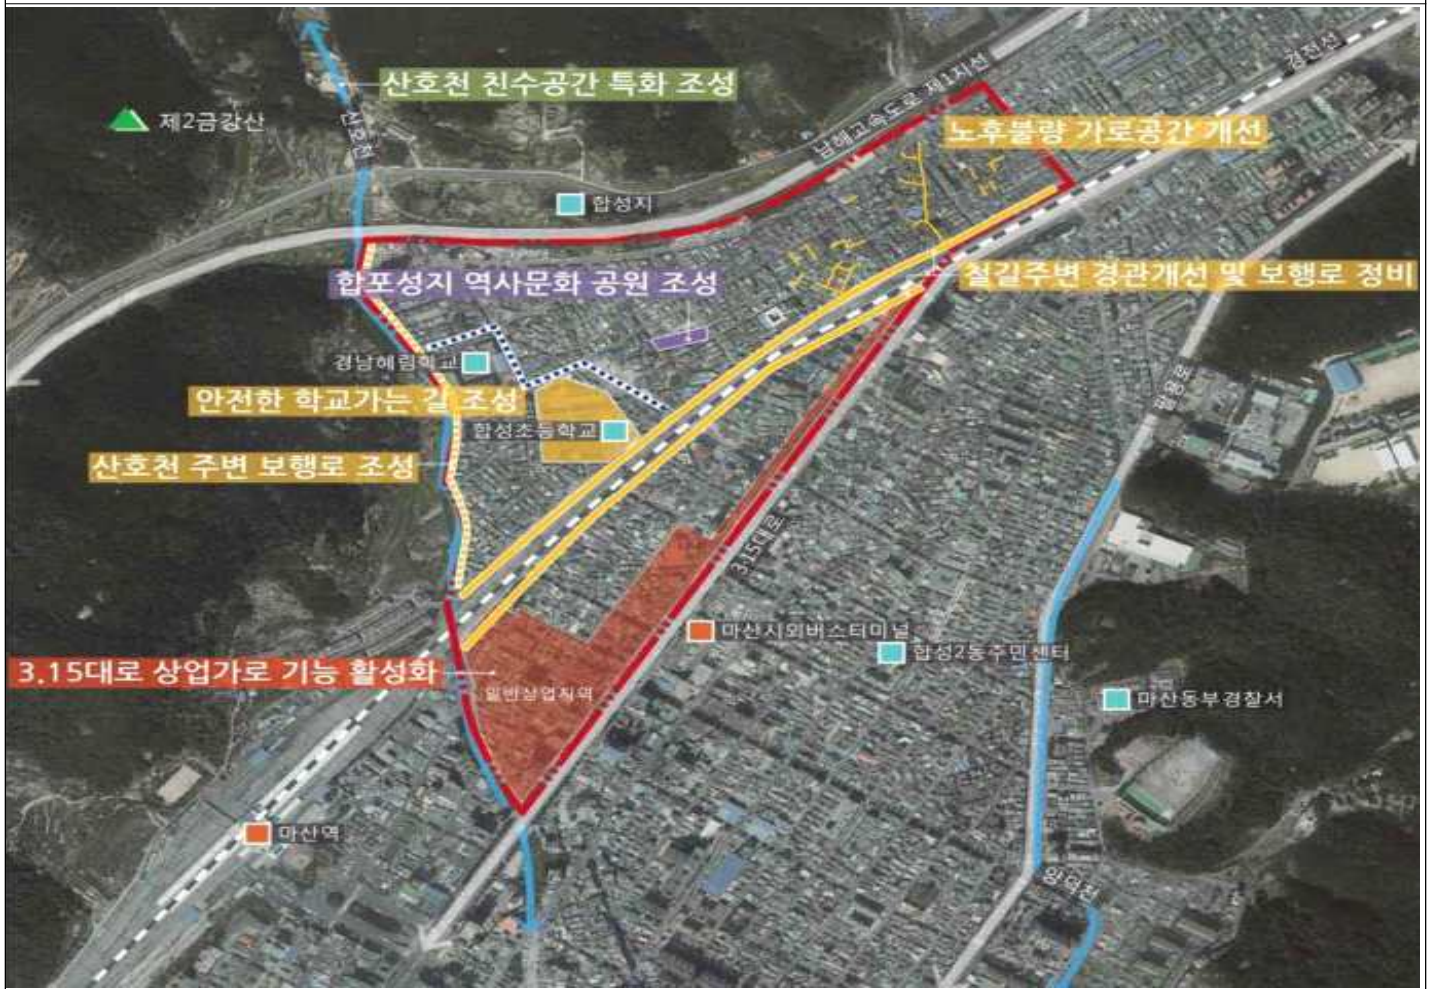 산호천 친수공간 특화 조성
제2금강산
산호천
남해고속도로 제1지선
경전선
노후불량 가로공간 개선
합성지
합포성지 역사문화 공원 조성
철길주변 경관개선 및 보행로 정비
경남혜림학교
안전한 학교가는 길 조성
합성초등학교
팔용로
산호천 주변 보행로 조성
3.15대로
마산시외버스터미널
합성2동주민센터
3.15대로 상업가로 기능 활성화
일반상업지역
마산동부경찰서
마산역
양덕천